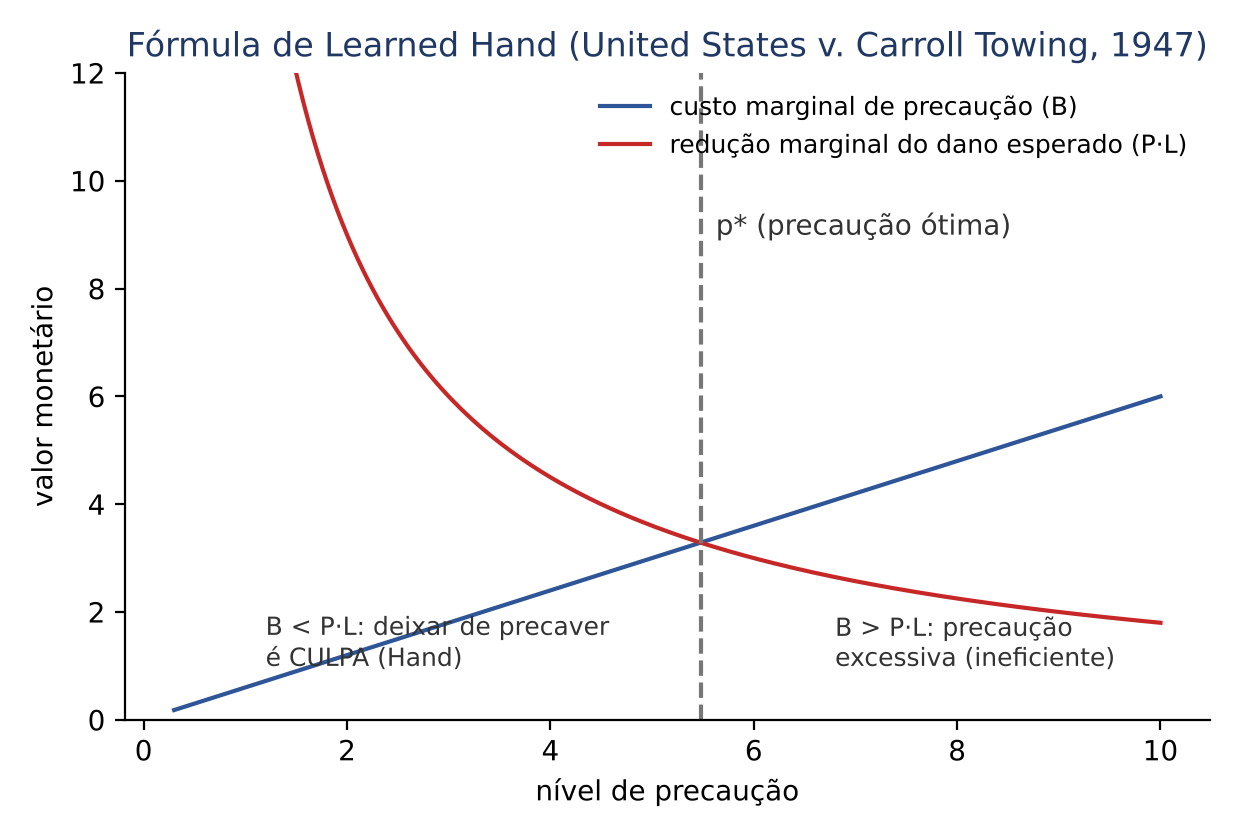 Fórmula de Learned Hand (United States v. Carroll Towing, 1947)
12
10
8
6
4
2
0
valor monetário
custo marginal de precaução (B)
redução marginal do dano esperado (P·L)
p* (precaução ótima)
B < P·L: deixar de precaver
é CULPA (Hand)
B > P·L: precaução
excessiva (ineficiente)
0 2 4 6 8 10
nível de precaução